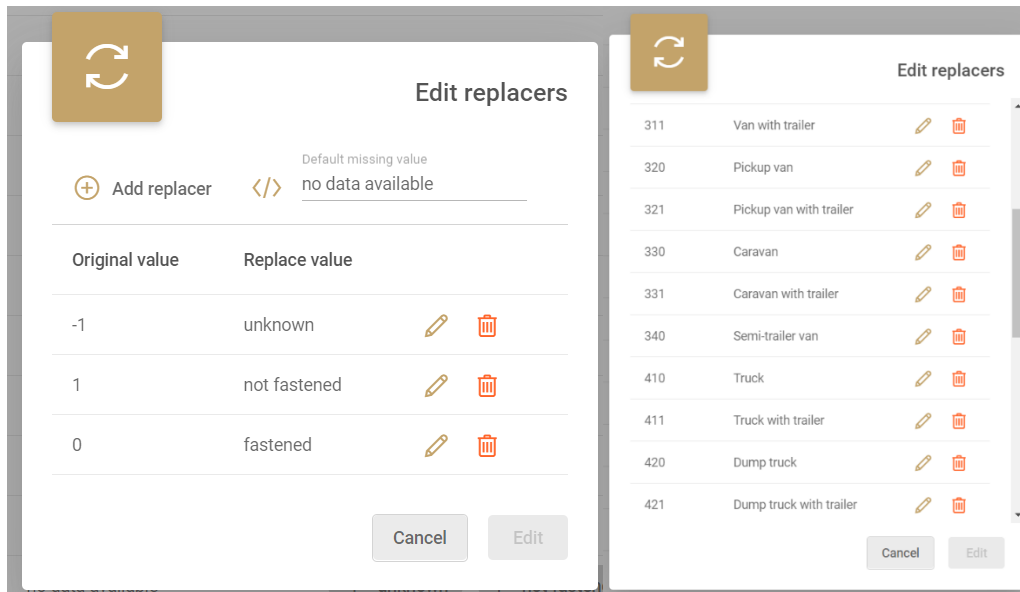 Edit replacers
Add replacer
</>
Default missing value
no data available
Original value Replace value
-1 unknown
1 not fastened
0 fastened
Cancel Edit
Edit replacers
311 Van with trailer
320 Pickup van
321 Pickup van with trailer
330 Caravan
331 Caravan with trailer
340 Semi-trailer van
410 Truck
411 Truck with trailer
420 Dump truck
421 Dump truck with trailer
Cancel Edit